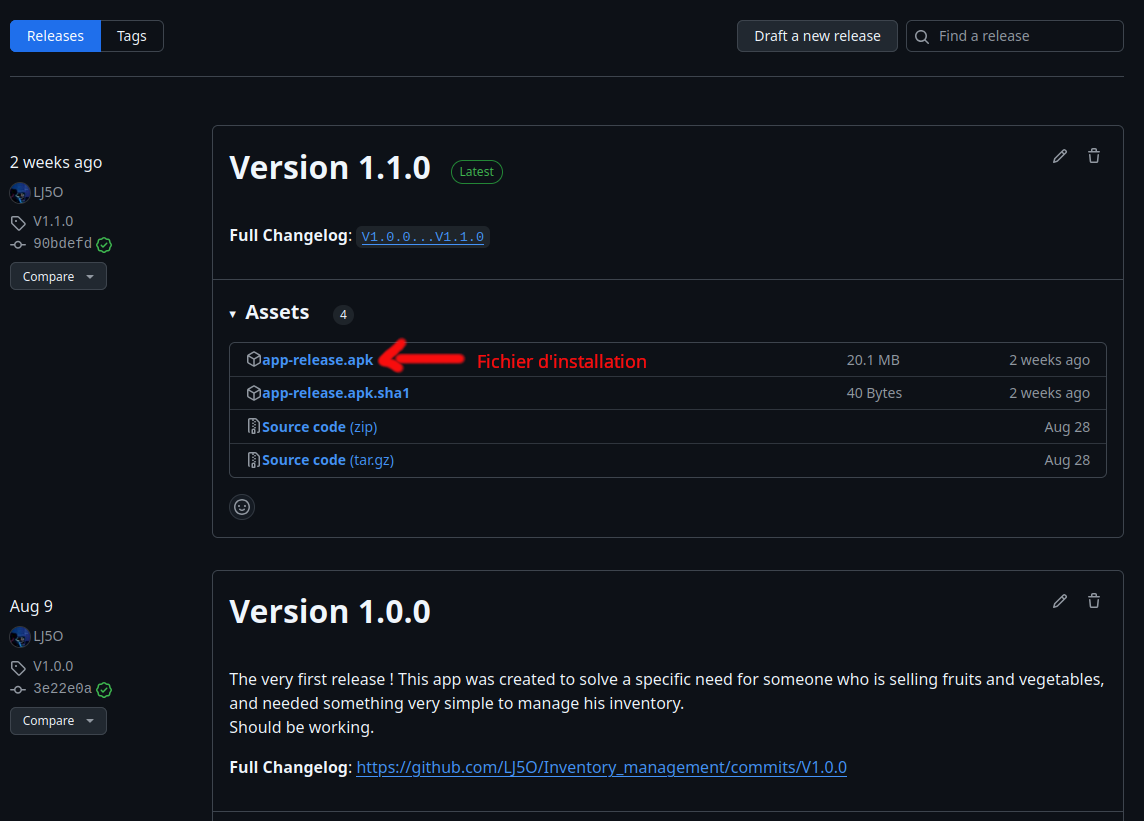 Releases Tags Draft a new release Find a release
2 weeks ago
LJ5O
V1.1.0
90bdefd
Compare
Version 1.1.0 Latest
Full Changelog: V1.0.0...V1.1.0
Assets 4
app-release.apk Fichier d'installation 20.1 MB 2 weeks ago
app-release.apk.sha1 40 Bytes 2 weeks ago
Source code (zip) Aug 28
Source code (tar.gz) Aug 28
Aug 9
LJ5O
V1.0.0
3e22e0a
Compare
Version 1.0.0
The very first release ! This app was created to solve a specific need for someone who is selling fruits and vegetables,
and needed something very simple to manage his inventory.
Should be working.
Full Changelog: https://github.com/LJ5O/Inventory_management/commits/V1.0.0